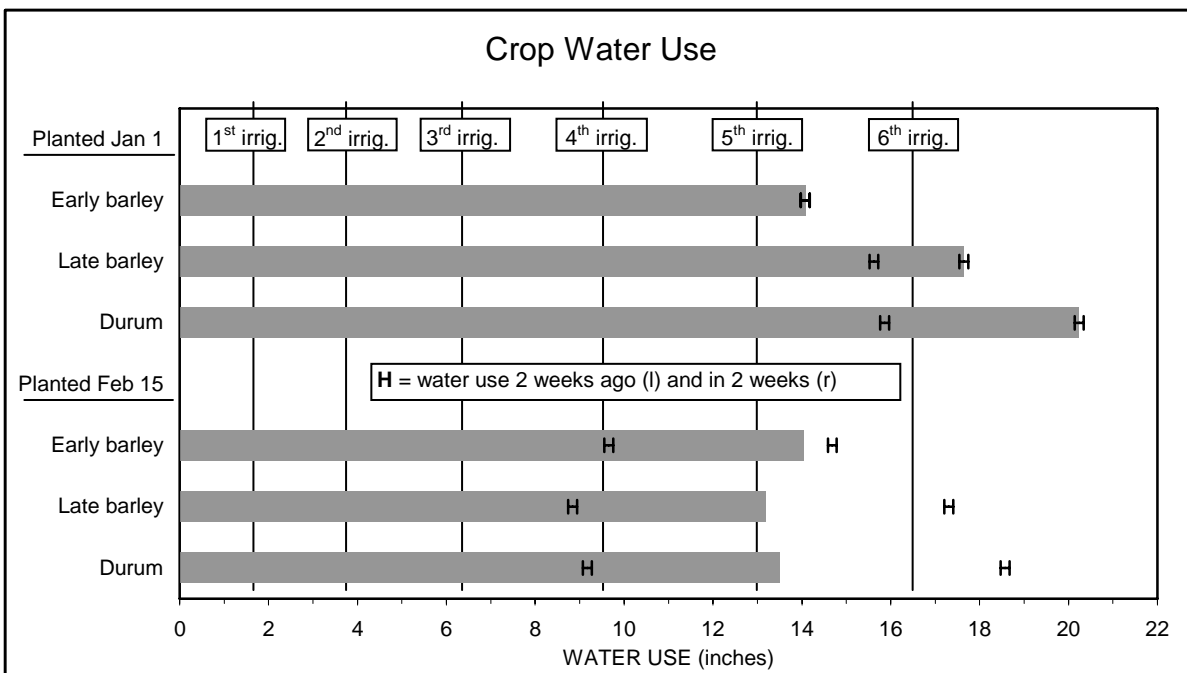 Crop Water Use
Planted Jan 1
1st irrig. 2nd irrig. 3rd irrig. 4th irrig. 5th irrig. 6th irrig.
Early barley
Late barley
Durum
Planted Feb 15
H = water use 2 weeks ago (l) and in 2 weeks (r)
Early barley
Late barley
Durum
0 2 4 6 8 10 12 14 16 18 20 22
WATER USE (inches)